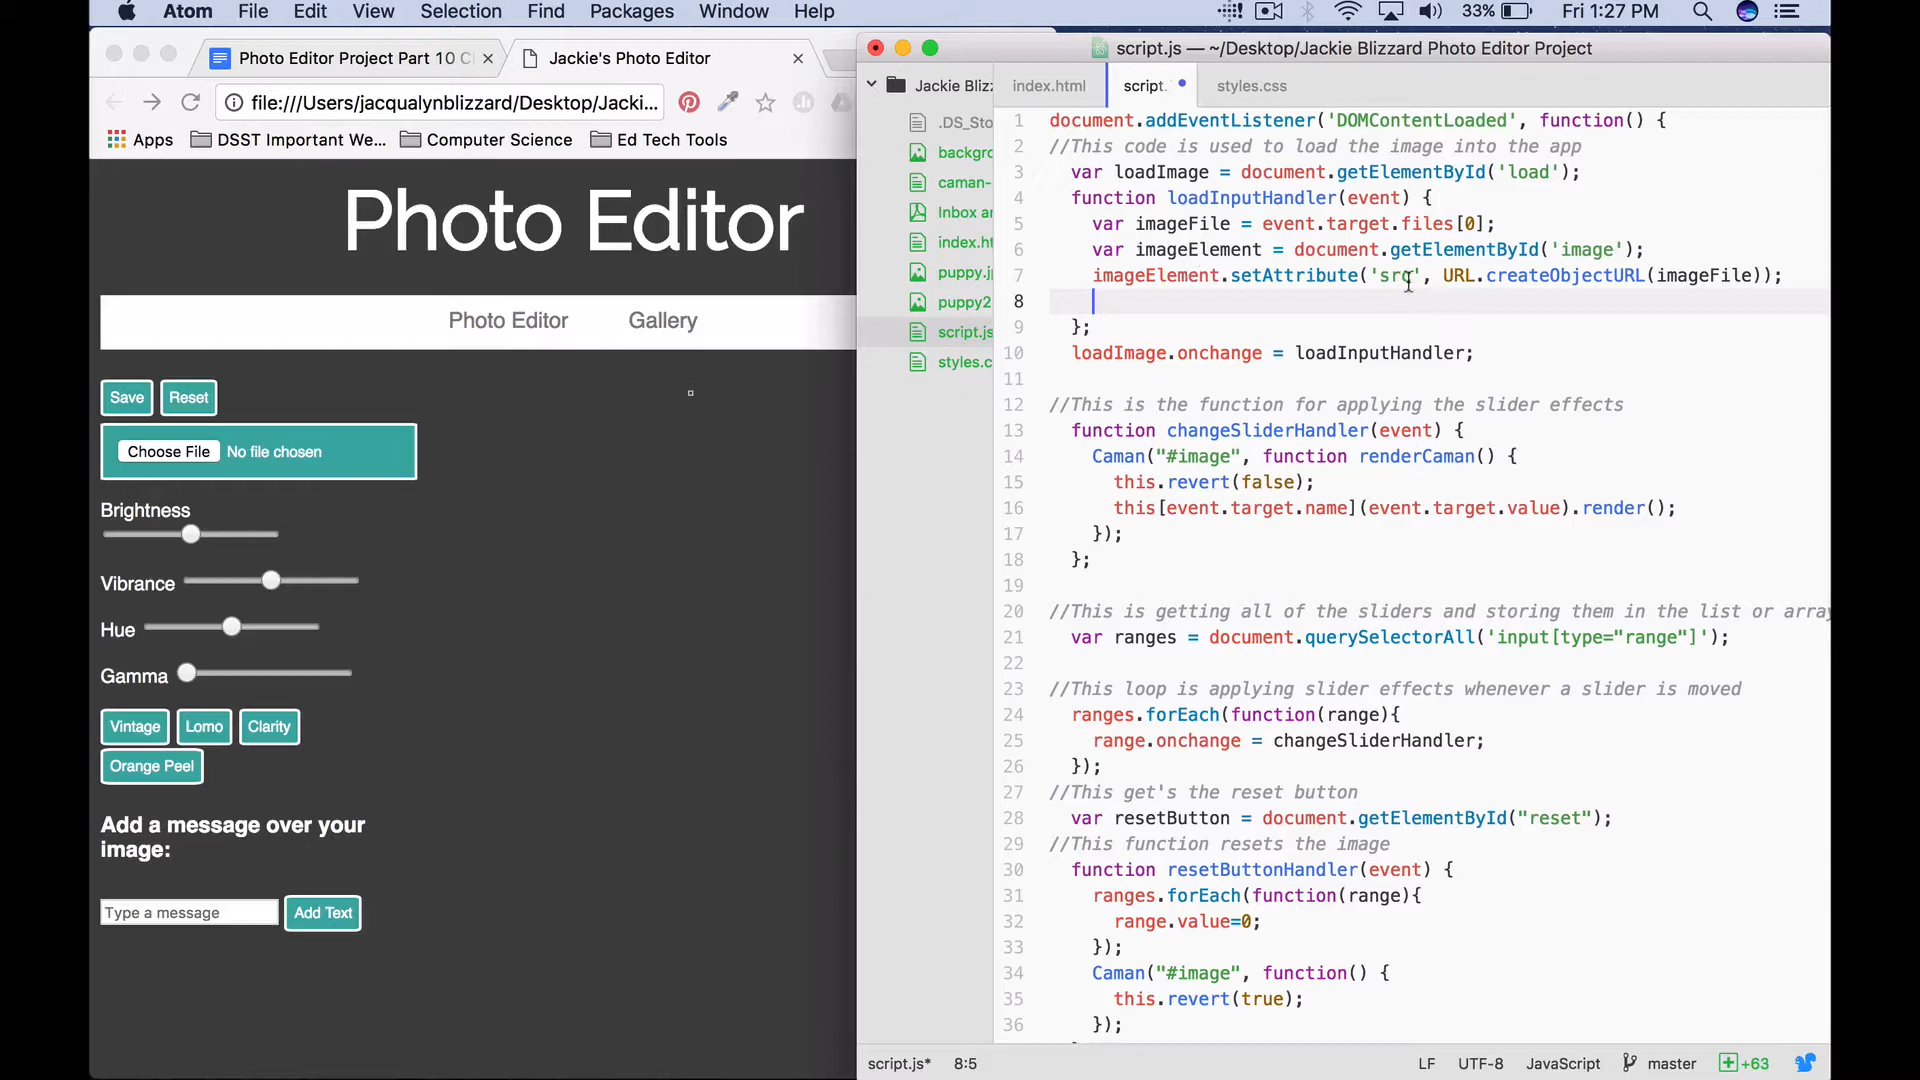 Atom File Edit View Selection Find Packages Window Help 33% Fri 1:27 PM
Photo Editor Project Part 10 C
Jackie's Photo Editor
file:///Users/jacqualynblizzard/Desktop/Jacki...
Apps DSST Important We... Computer Science Ed Tech Tools
Photo Editor
Photo Editor Gallery
Save Reset
Choose File No file chosen
Brightness
Vibrance
Hue
Gamma
Vintage Lomo Clarity
Orange Peel
Add a message over your
image:
Type a message Add Text
script.js — ~/Desktop/Jackie Blizzard Photo Editor Project
Jackie Blizz
index.html script. styles.css
.DS_Sto
backgro
caman-
Inbox a
index.ht
puppy.j
puppy2
script.js
styles.c
1 document.addEventListener('DOMContentLoaded', function() {
2 //This code is used to load the image into the app
3 var loadImage = document.getElementById('load');
4 function loadInputHandler(event) {
5 var imageFile = event.target.files[0];
6 var imageElement = document.getElementById('image');
7 imageElement.setAttribute('src', URL.createObjectURL(imageFile));
8
9 };
10 loadImage.onchange = loadInputHandler;
11
12 //This is the function for applying the slider effects
13 function changeSliderHandler(event) {
14 Caman("#image", function renderCaman() {
15 this.revert(false);
16 this[event.target.name](event.target.value).render();
17 });
18 };
19
20 //This is getting all of the sliders and storing them in the list or array
21 var ranges = document.querySelectorAll('input[type="range"]');
22
23 //This loop is applying slider effects whenever a slider is moved
24 ranges.forEach(function(range){
25 range.onchange = changeSliderHandler;
26 });
27 //This get's the reset button
28 var resetButton = document.getElementById("reset");
29 //This function resets the image
30 function resetButtonHandler(event) {
31 ranges.forEach(function(range){
32 range.value=0;
33 });
34 Caman("#image", function() {
35 this.revert(true);
36 });
script.js* 8:5 LF UTF-8 JavaScript master +63